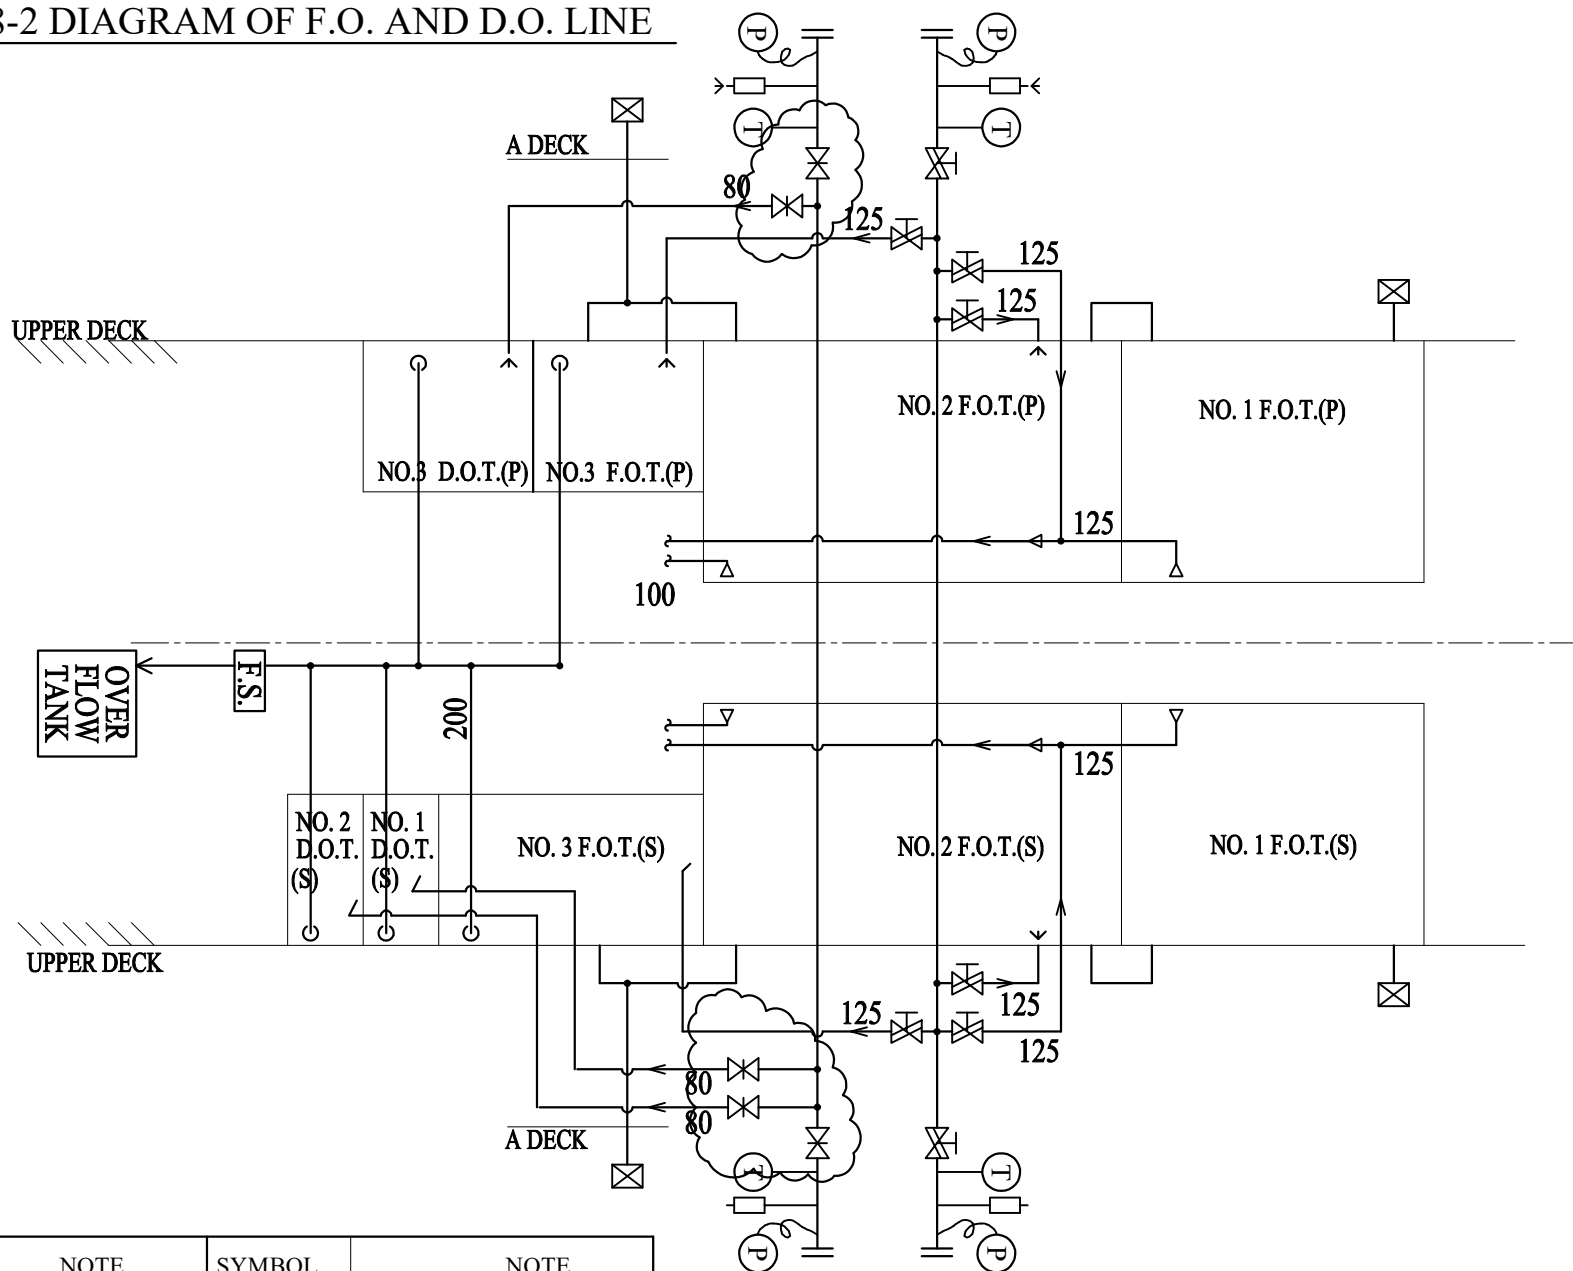 8-2 DIAGRAM OF F.O. AND D.O. LINE
P
P
T
T
A DECK
80
125
125
125
UPPER DECK
NO. 2 F.O.T.(P)
NO. 1 F.O.T.(P)
NO.3 D.O.T.(P)
NO.3 F.O.T.(P)
125
100
OVER
FLOW
TANK
F.S.
200
125
NO. 2
D.O.T.
(S)
NO. 1
D.O.T.
(S)
NO. 3 F.O.T.(S)
NO. 2 F.O.T.(S)
NO. 1 F.O.T.(S)
UPPER DECK
125
125
125
80
80
A DECK
T
T
P
P
NOTE
SYMBOL
NOTE